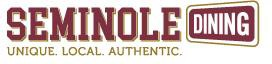 SEMINOLE DINING
UNIQUE. LOCAL. AUTHENTIC.